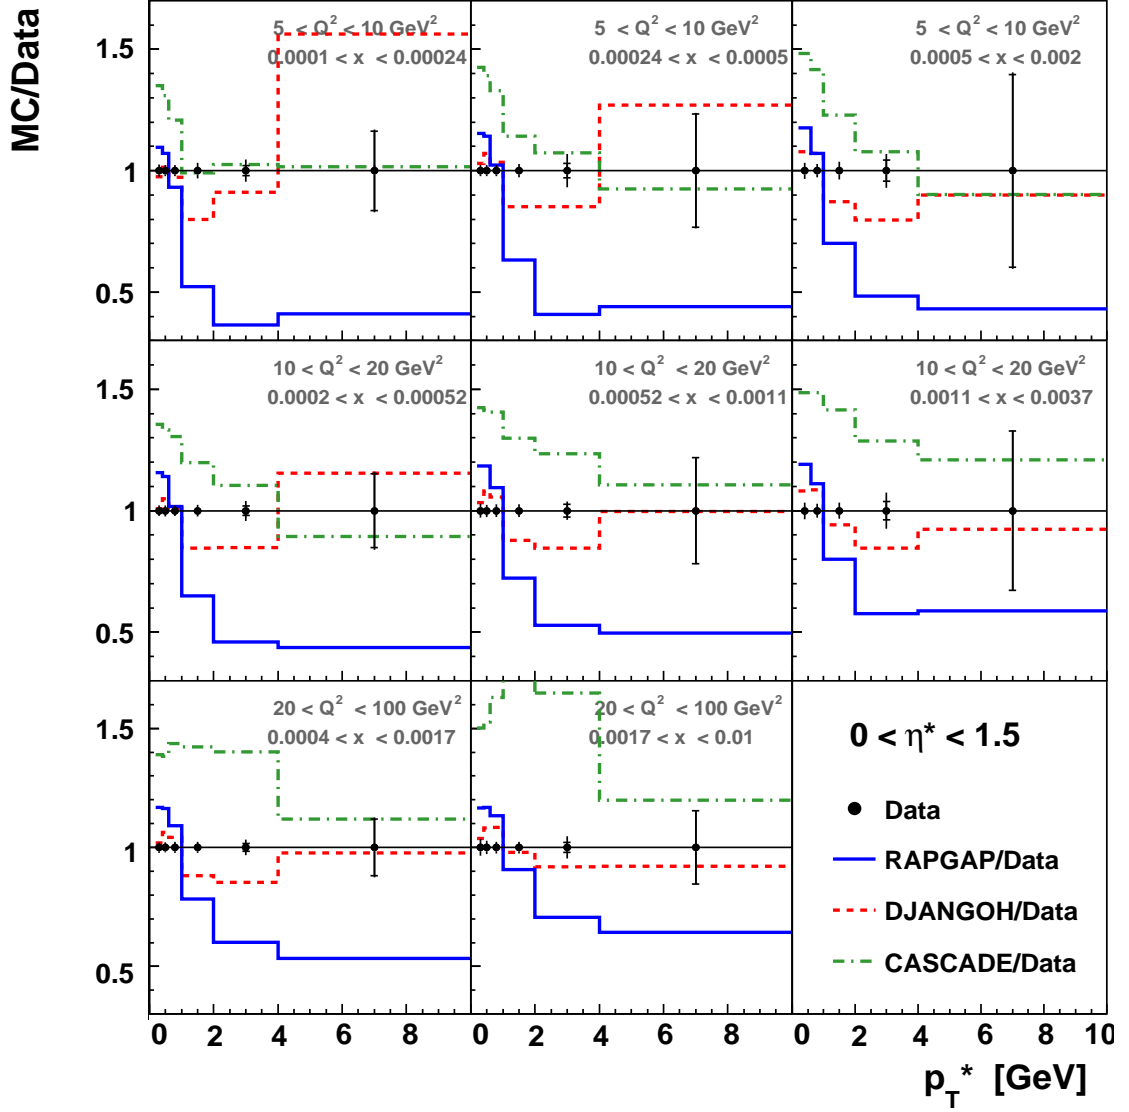 MC/Data
5 < Q² < 10 GeV²
0.0001 < x < 0.00024
5 < Q² < 10 GeV²
0.00024 < x < 0.0005
5 < Q² < 10 GeV²
0.0005 < x < 0.002
1.5
1
0.5
10 < Q² < 20 GeV²
0.0002 < x < 0.00052
10 < Q² < 20 GeV²
0.00052 < x < 0.0011
10 < Q² < 20 GeV²
0.0011 < x < 0.0037
1.5
1
0.5
20 < Q² < 100 GeV²
0.0004 < x < 0.0017
20 < Q² < 100 GeV²
0.0017 < x < 0.01
1.5
1
0.5
0 < η* < 1.5
Data
RAPGAP/Data
DJANGOH/Data
CASCADE/Data
0 2 4 6 8 0 2 4 6 8 0 2 4 6 8 10
p_T* [GeV]